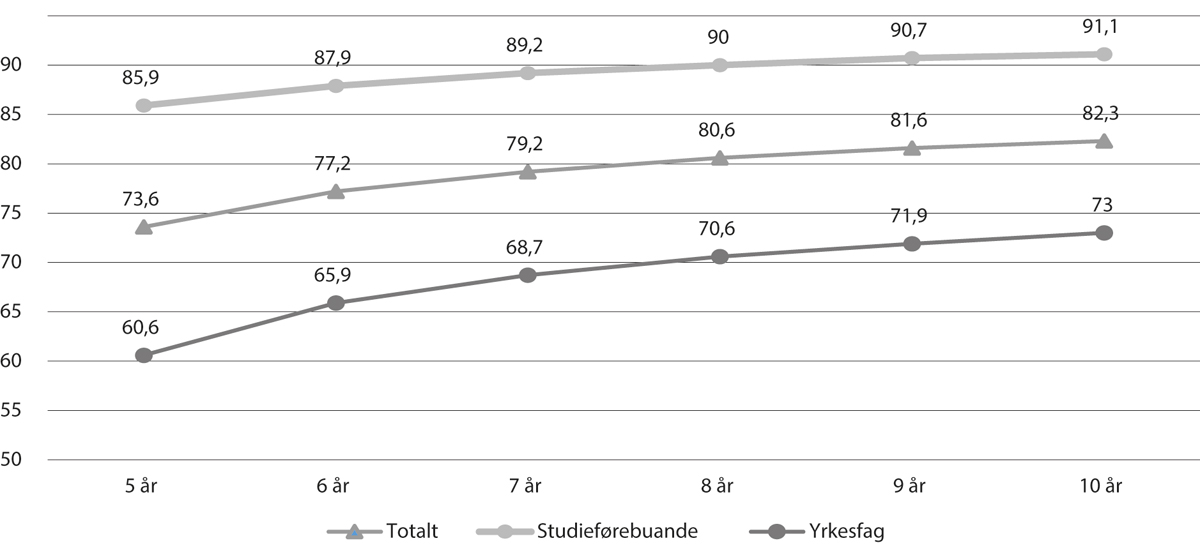 85,9 87,9 89,2 90 90,7 91,1
90
85
73,6 77,2 79,2 80,6 81,6 82,3
80
75
60,6 65,9 68,7 70,6 71,9 73
70
65
60
55
50
5 år 6 år 7 år 8 år 9 år 10 år
Totalt Studieførebuande Yrkesfag